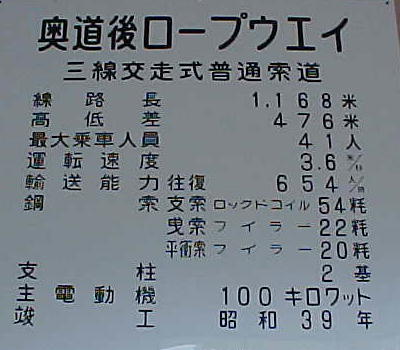 奥道後ロープウエイ
三線交走式普通索道
線路長 1,168米
高低差 476米
最大乗車人員 41人
運転速度 3.6米/秒
輸送能力往復 654人/時
鋼索 支索ロックドコイル54粍
曳索フイラー22粍
平衡索フイラー20粍
支柱 2基
主電動機 100キロワット
竣工 昭和39年